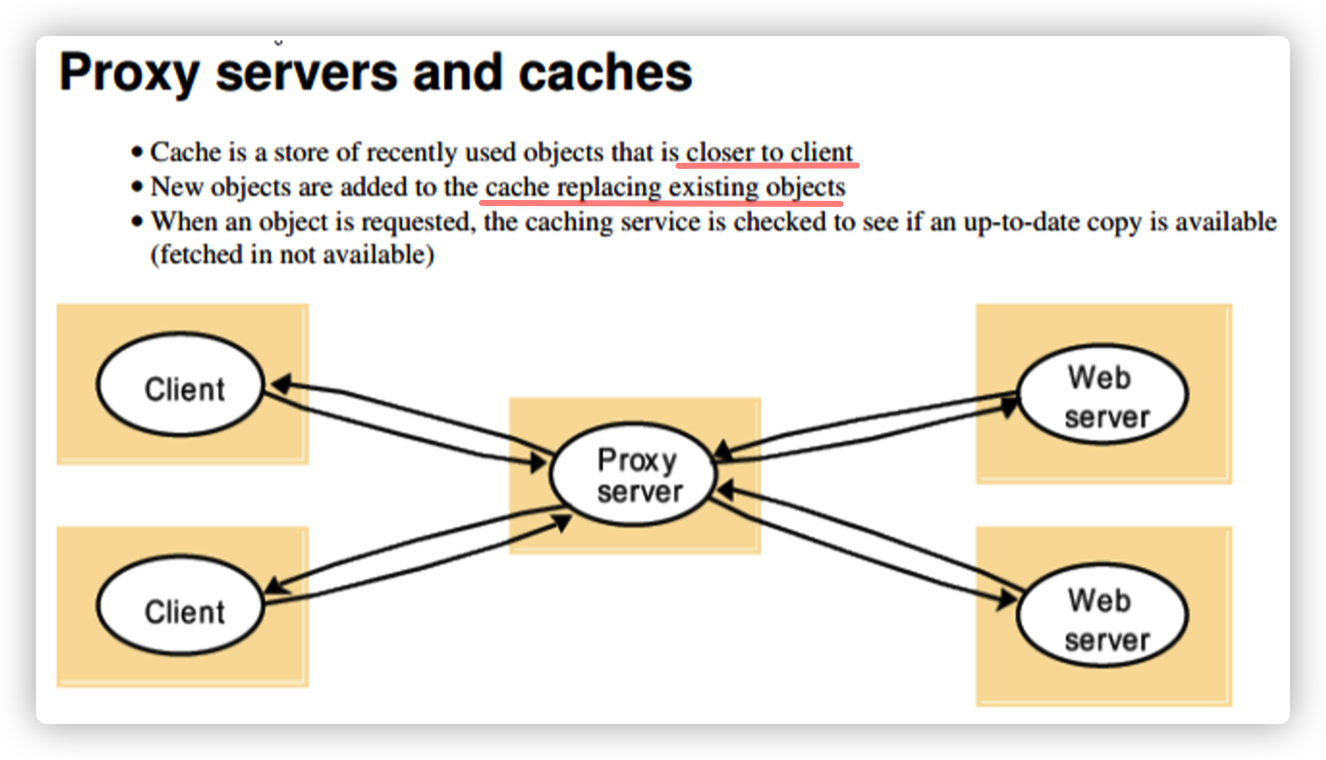 Proxy servers and caches
• Cache is a store of recently used objects that is closer to client
• New objects are added to the cache replacing existing objects
• When an object is requested, the caching service is checked to see if an up-to-date copy is available
(fetched in not available)
Client
Web
server
Proxy
server
Client
Web
server